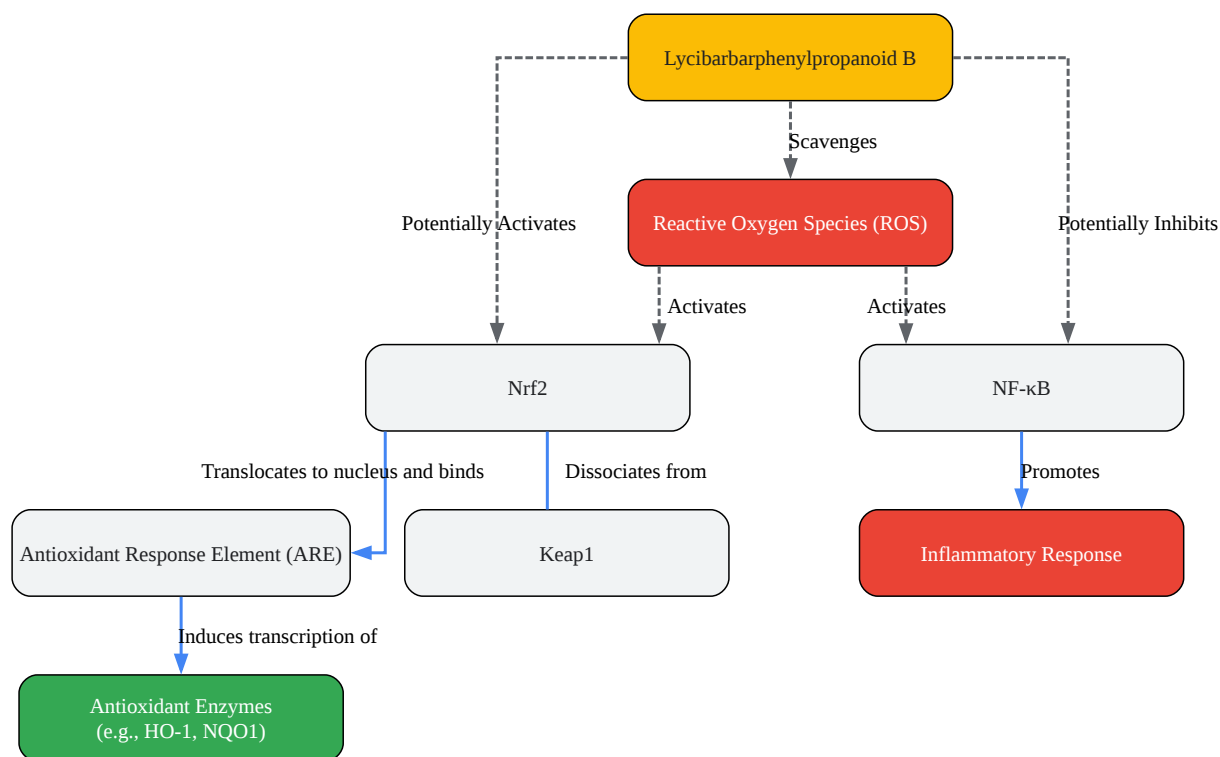 Lycibarbarphenylpropanoid B
Scavenges
Potentially Activates
Reactive Oxygen Species (ROS)
Potentially Inhibits
Activates
Activates
Nrf2
NF-κB
Translocates to nucleus and binds
Dissociates from
Promotes
Antioxidant Response Element (ARE)
Keap1
Inflammatory Response
Induces transcription of
Antioxidant Enzymes
(e.g., HO-1, NQO1)